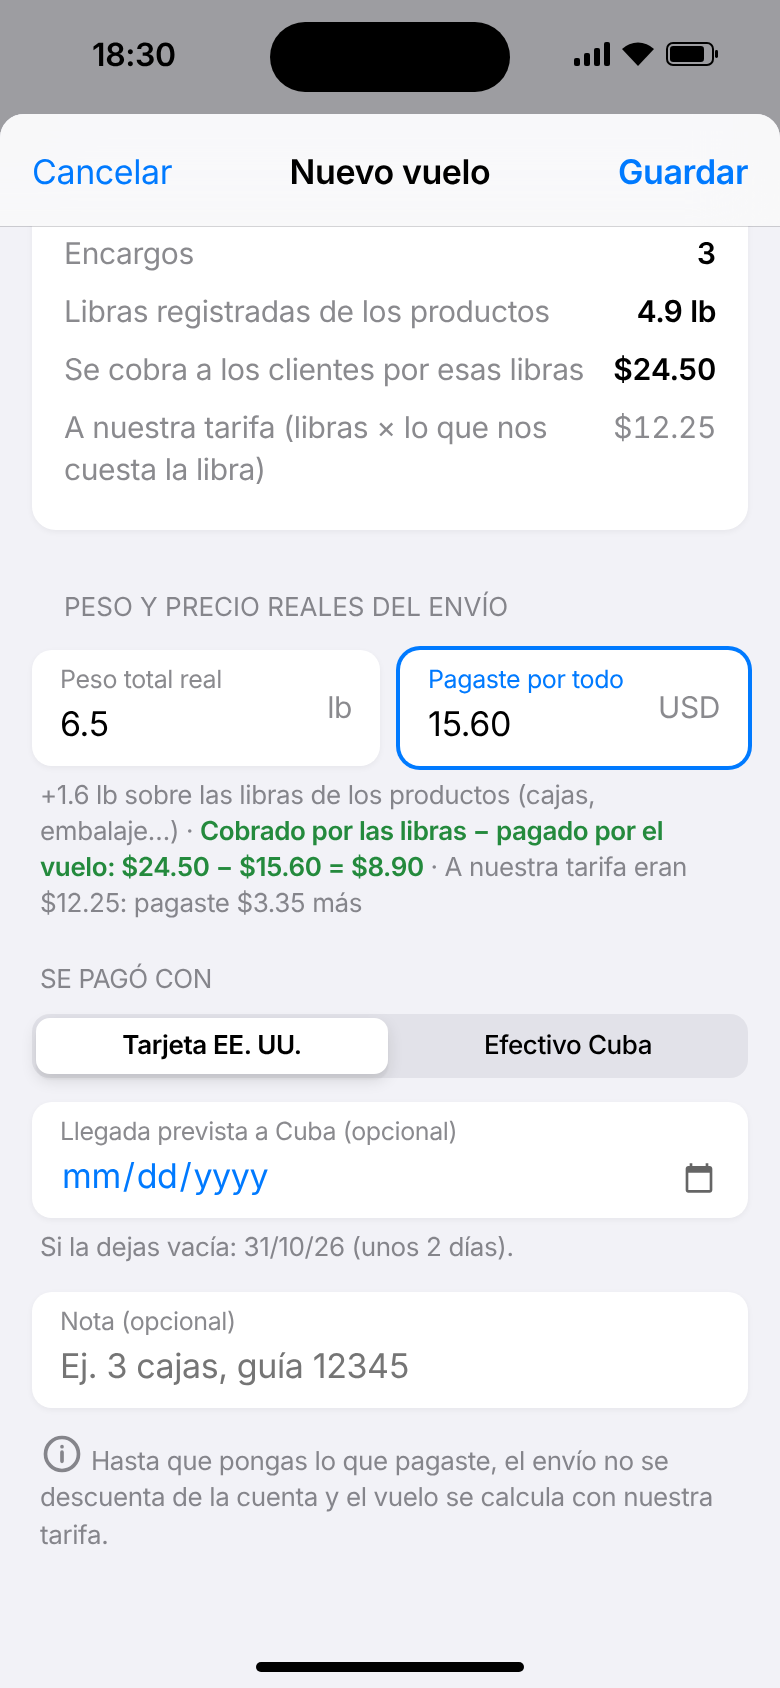 18:30
Cancelar Nuevo vuelo Guardar
Encargos 3
Libras registradas de los productos 4.9 lb
Se cobra a los clientes por esas libras $24.50
A nuestra tarifa (libras × lo que nos $12.25
cuesta la libra)
PESO Y PRECIO REALES DEL ENVÍO
Peso total real
6.5 lb
Pagaste por todo
15.60 USD
+1.6 lb sobre las libras de los productos (cajas,
embalaje...) · Cobrado por las libras – pagado por el
vuelo: $24.50 – $15.60 = $8.90 · A nuestra tarifa eran
$12.25: pagaste $3.35 más
SE PAGÓ CON
Tarjeta EE. UU. Efectivo Cuba
Llegada prevista a Cuba (opcional)
mm/dd/yyyy
Si la dejas vacía: 31/10/26 (unos 2 días).
Nota (opcional)
Ej. 3 cajas, guía 12345
Hasta que pongas lo que pagaste, el envío no se
descuenta de la cuenta y el vuelo se calcula con nuestra
tarifa.